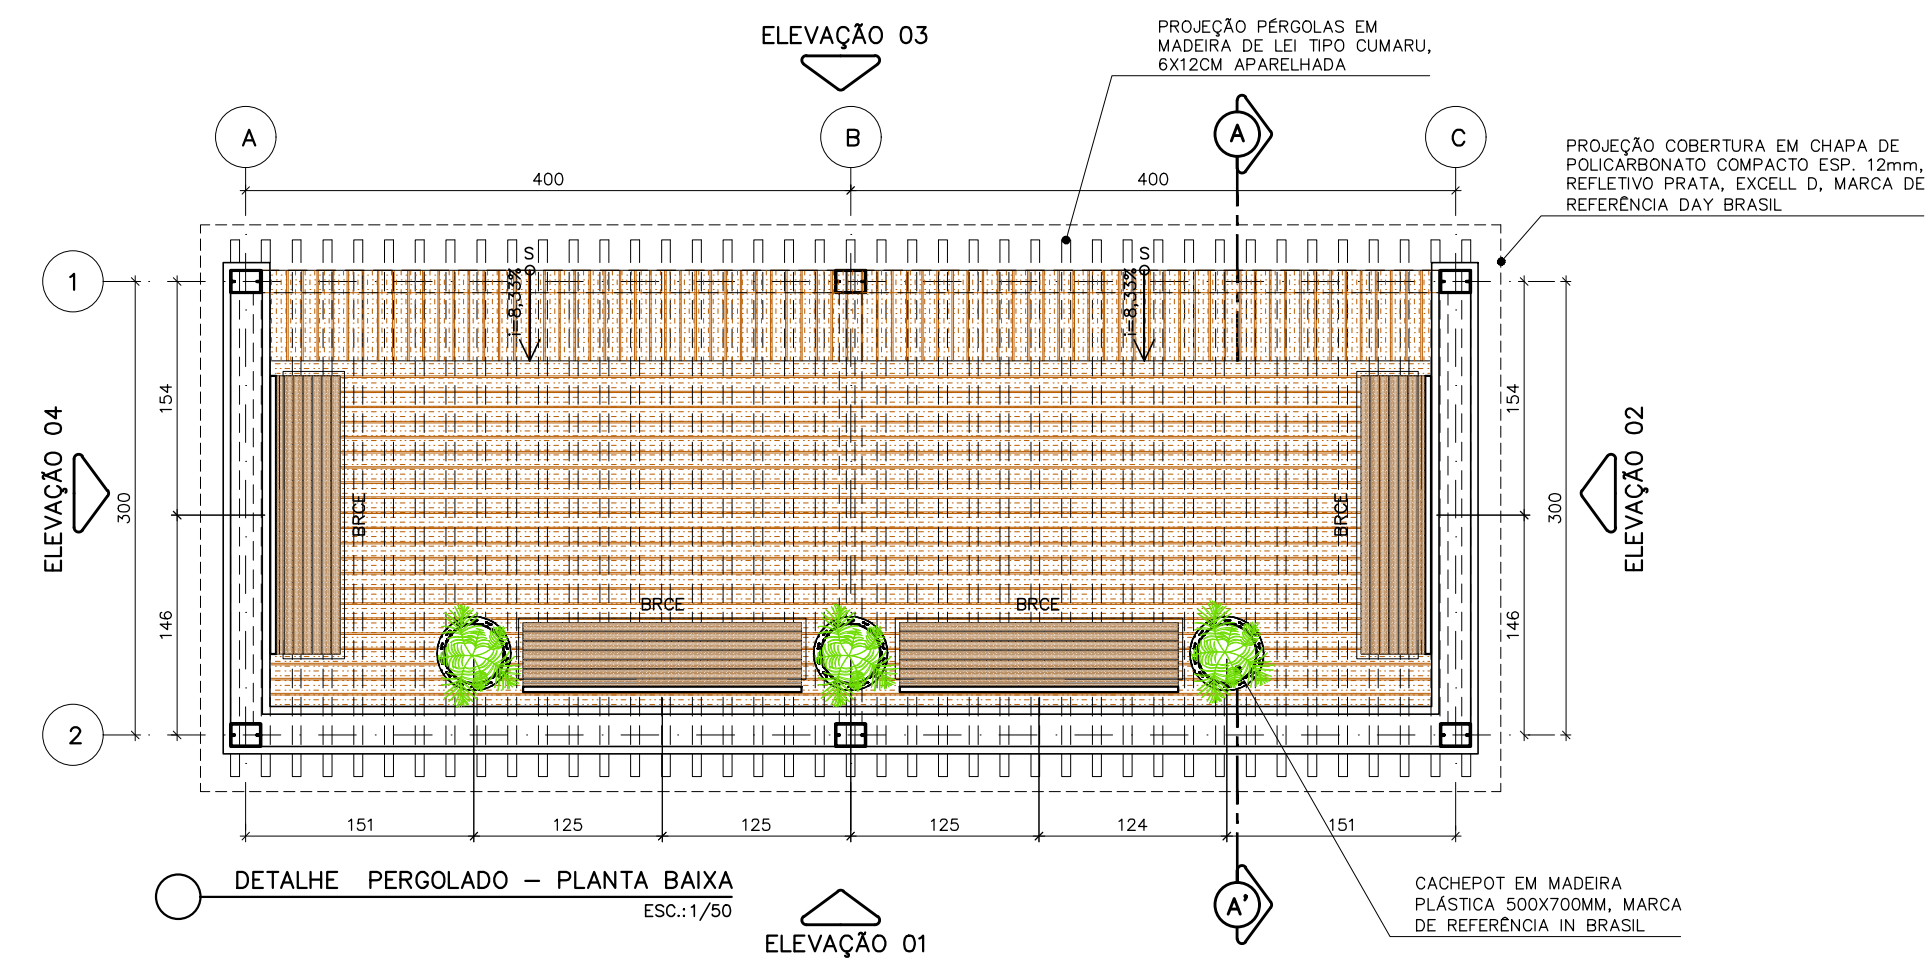 ELEVAÇÃO 03
PROJEÇÃO PÉRGOLAS EM
MADEIRA DE LEI TIPO CUMARU,
6X12CM APARELHADA
A
B
A
C
PROJEÇÃO COBERTURA EM CHAPA DE
POLICARBONATO COMPACTO ESP. 12mm,
REFLETIVO PRATA, EXCELL D, MARCA DE
REFERÊNCIA DAY BRASIL
400
400
S
S
1
i=8,33%
i=8,33%
154
154
ELEVAÇÃO 04
300
BRCE
BRCE
300
ELEVAÇÃO 02
BRCE
BRCE
146
146
2
151
125
125
125
124
151
DETALHE PERGOLADO – PLANTA BAIXA
ESC.:1/50
A'
CACHEPOT EM MADEIRA
PLÁSTICA 500X700MM, MARCA
DE REFERÊNCIA IN BRASIL
ELEVAÇÃO 01